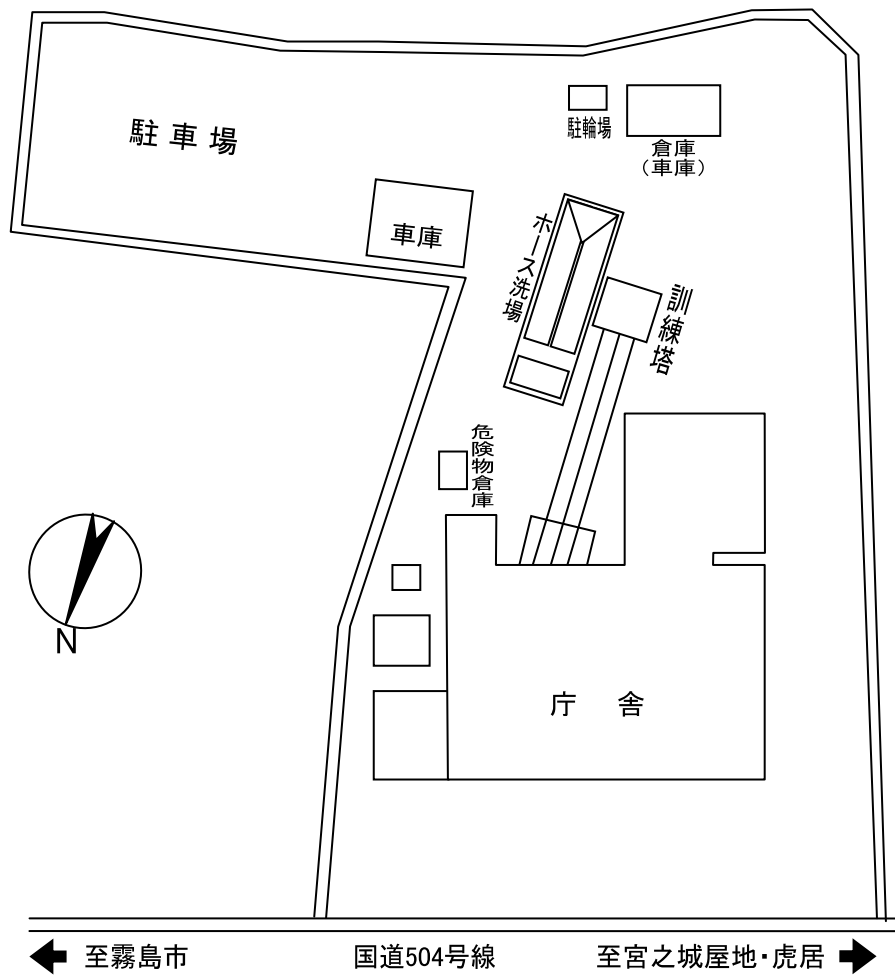 駐車場
駐輪場
倉庫
（車庫）
車庫
ホース洗場
訓練塔
危険物倉庫
N
庁舎
至霧島市 国道504号線 至宮之城屋地・虎居